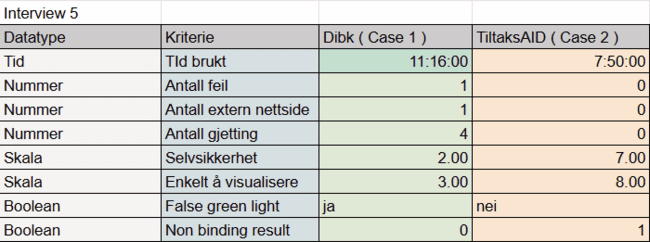 Interview 5
Datatype Kriterie Dibk ( Case 1 ) TiltaksAID ( Case 2 )
Tid TId brukt 11:16:00 7:50:00
Nummer Antall feil 1 0
Nummer Antall extern nettside 1 0
Nummer Antall gjetting 4 0
Skala Selvsikkerhet 2.00 7.00
Skala Enkelt å visualisere 3.00 8.00
Boolean False green light ja nei
Boolean Non binding result 0 1